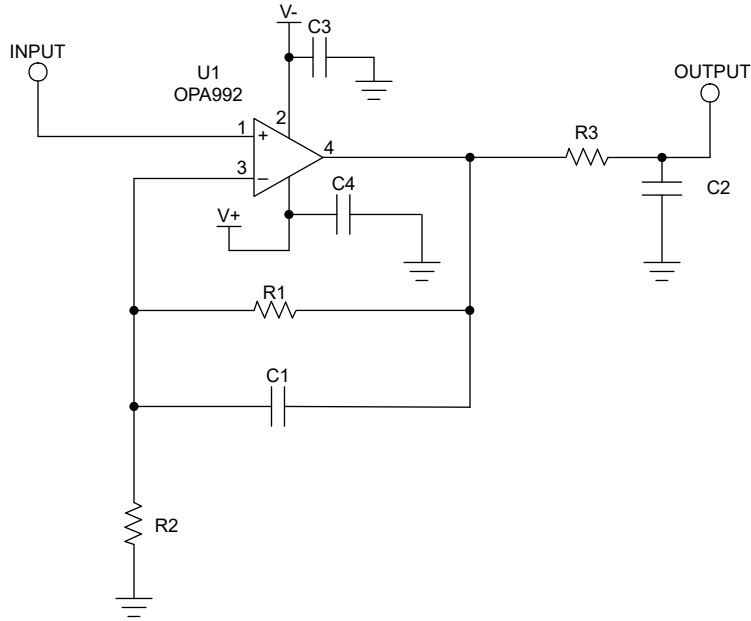 V-
C3
INPUT
U1
OPA992
OUTPUT
2
R3
1
+
4
3
−
C4
C2
V+
R1
C1
R2